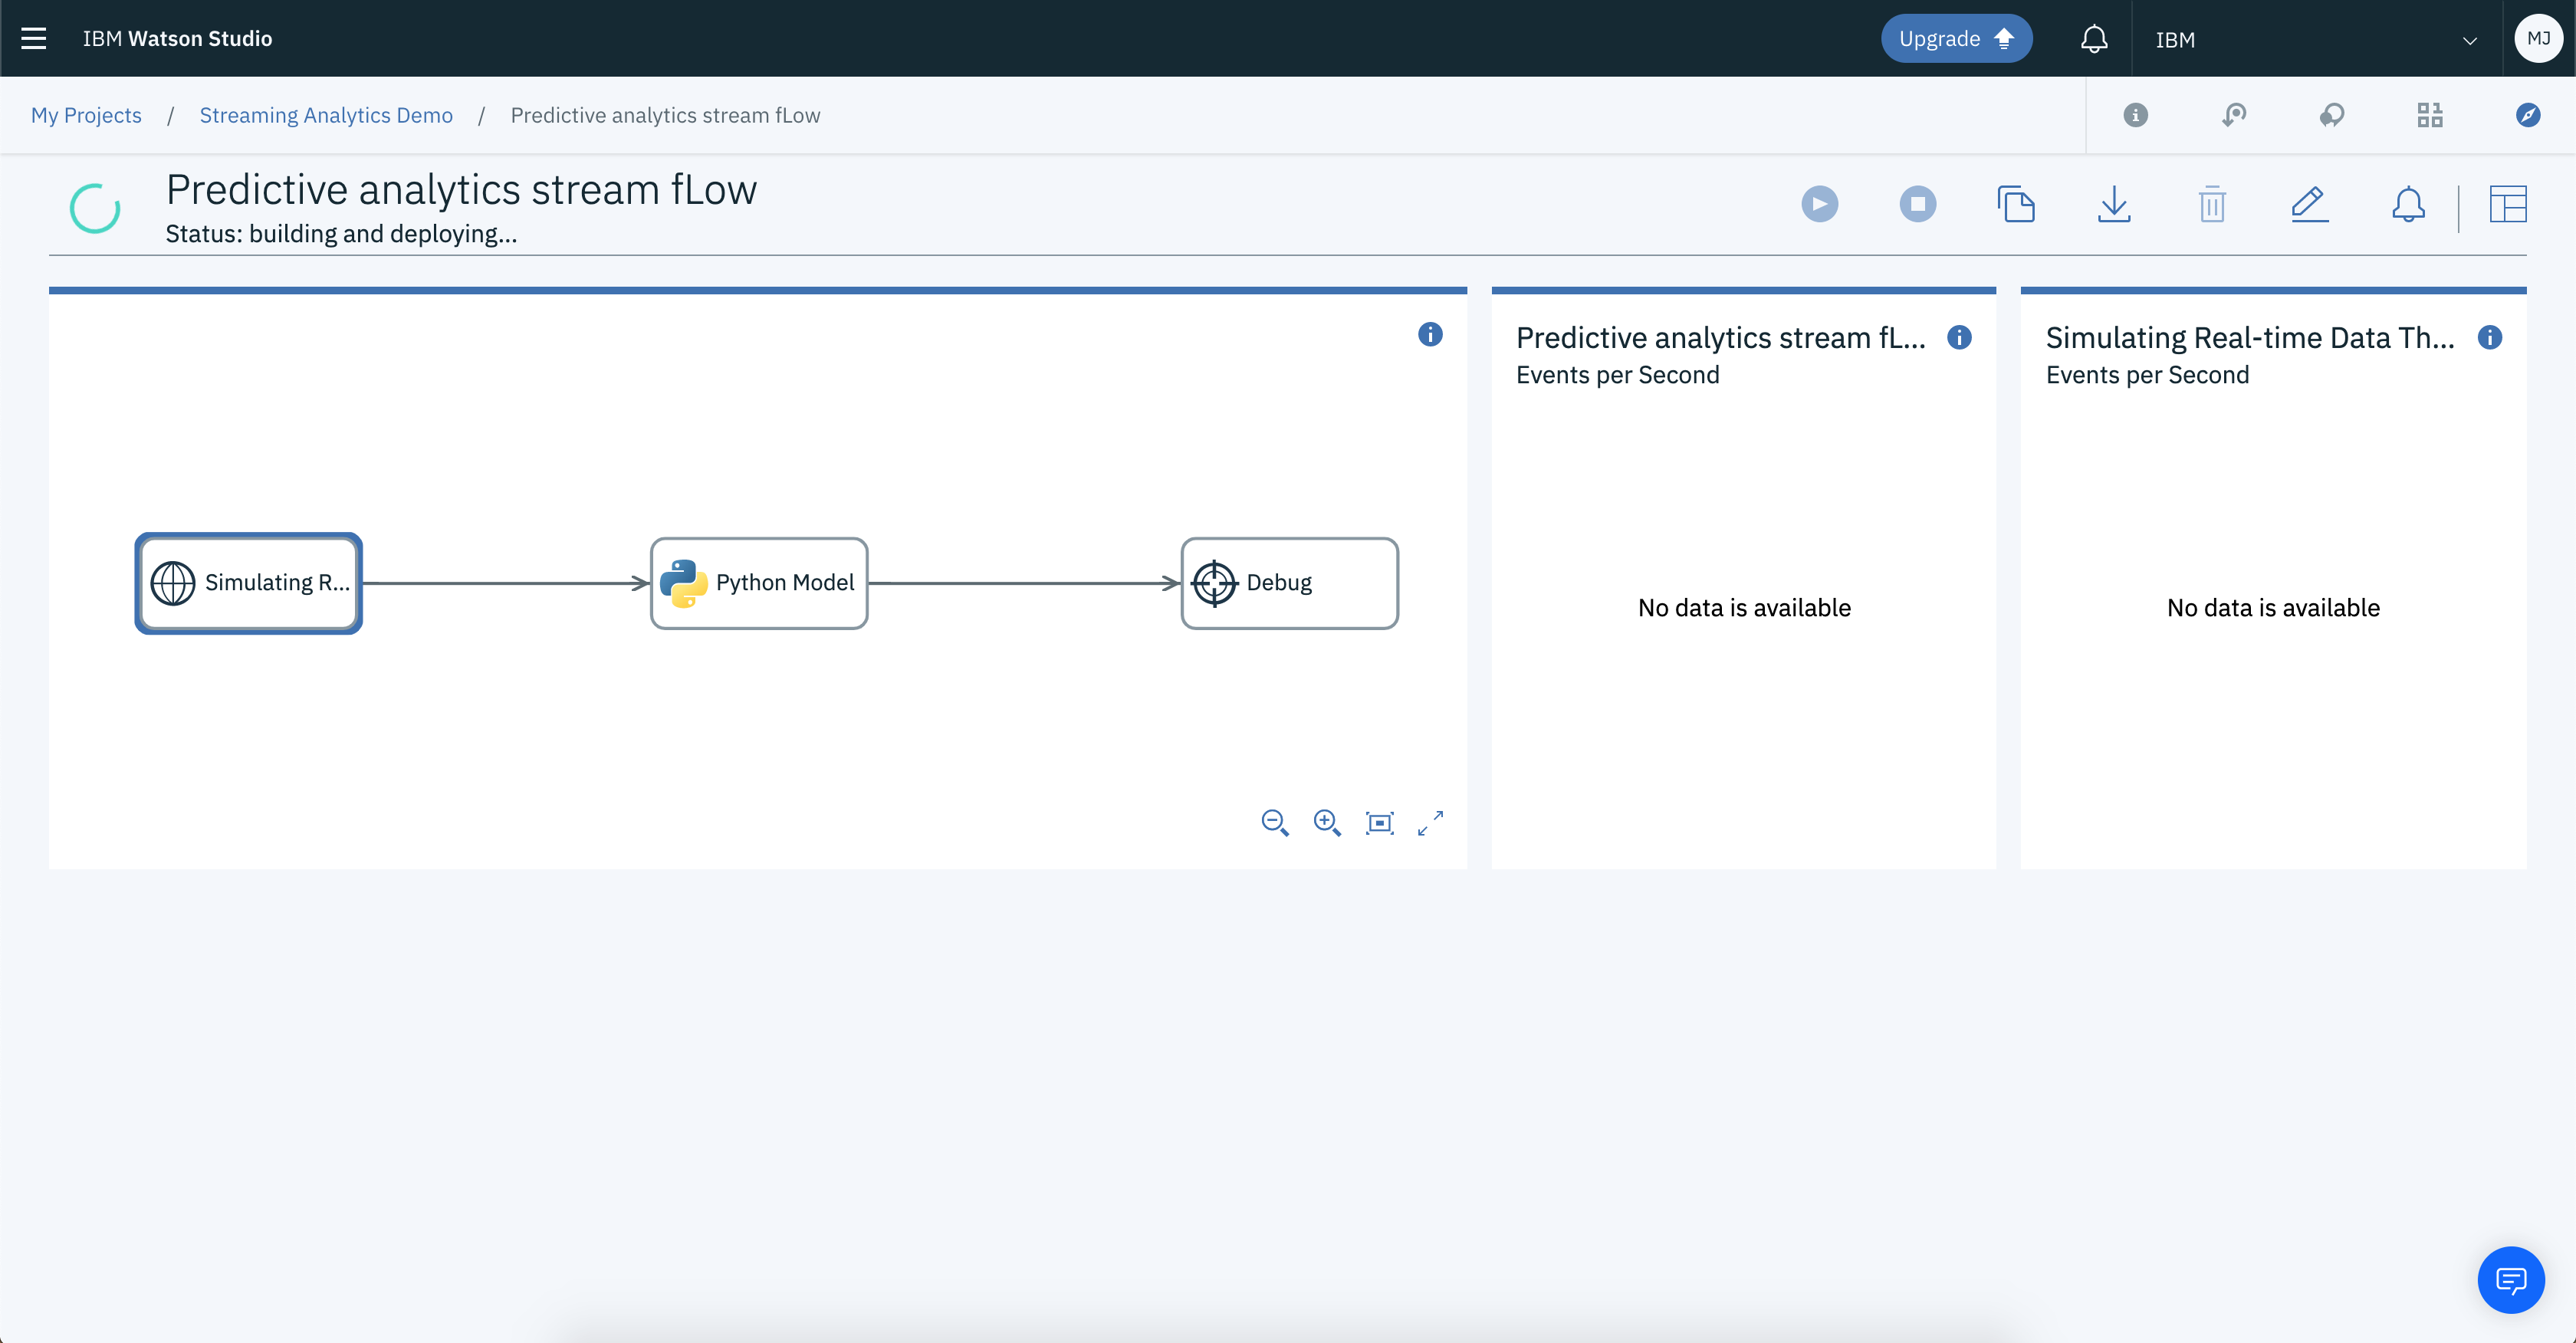 IBM Watson Studio
Upgrade
IBM
MJ
My Projects / Streaming Analytics Demo / Predictive analytics stream fLow
Predictive analytics stream fLow
Status: building and deploying...
Predictive analytics stream fL...
Events per Second
Simulating Real-time Data Th...
Events per Second
Simulating R...
Python Model
Debug
No data is available
No data is available